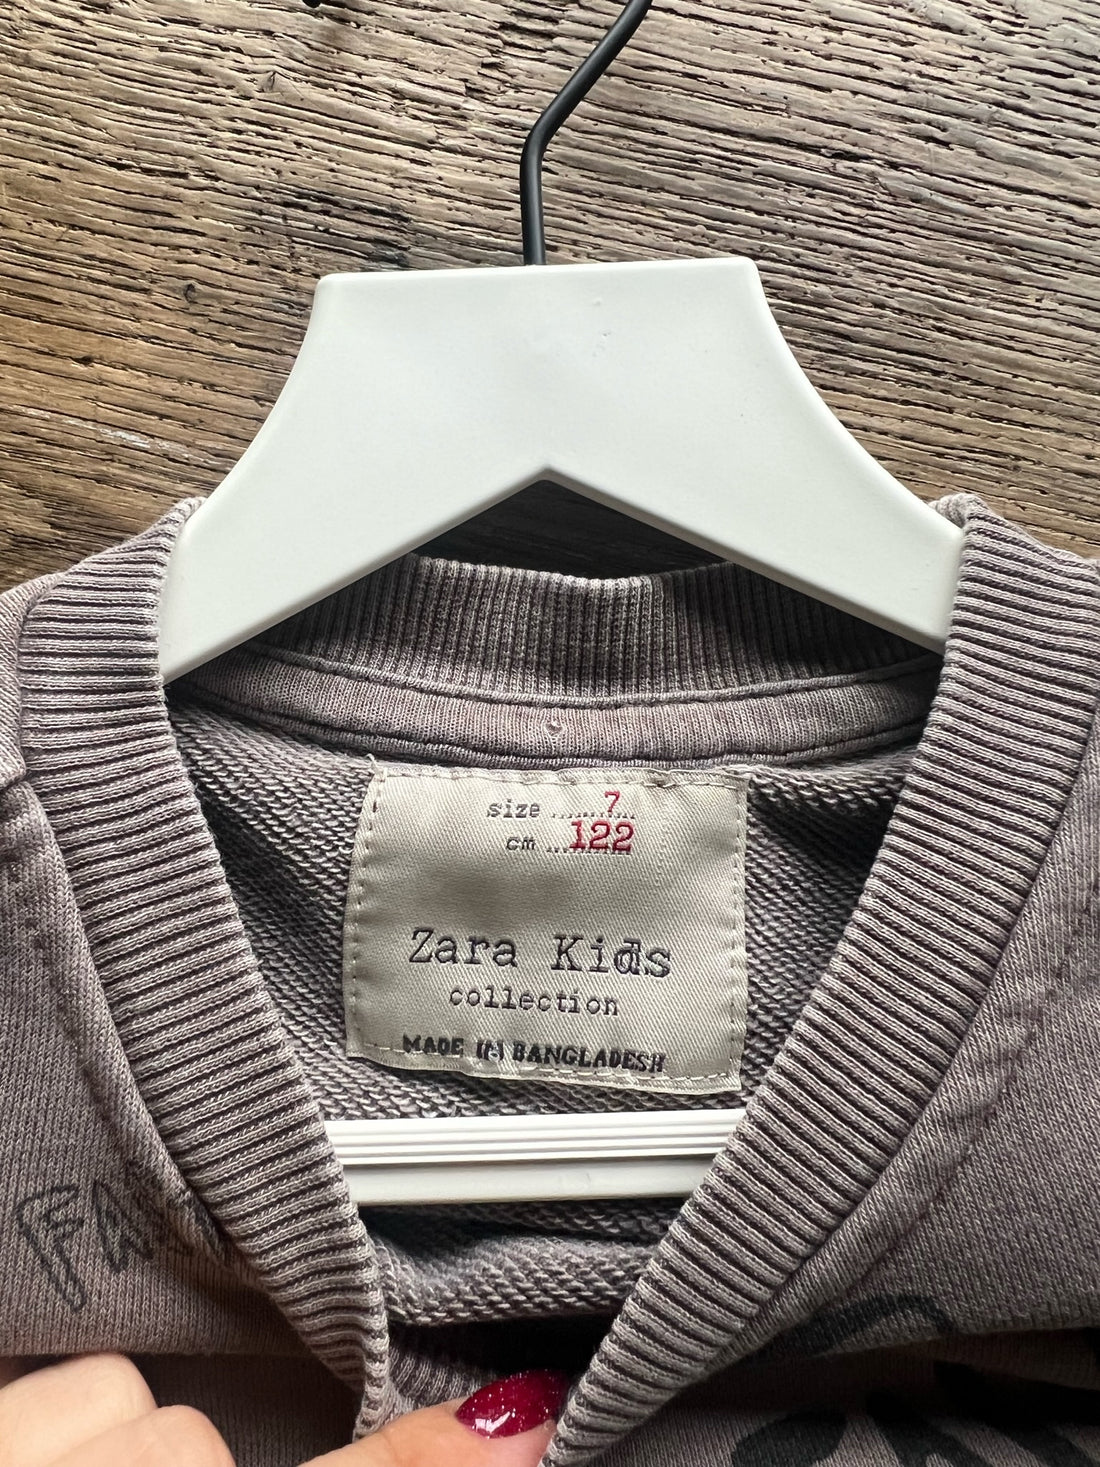 size ......7...
cm ...122
Zara Kids
collection
MADE IN BANGLADESH